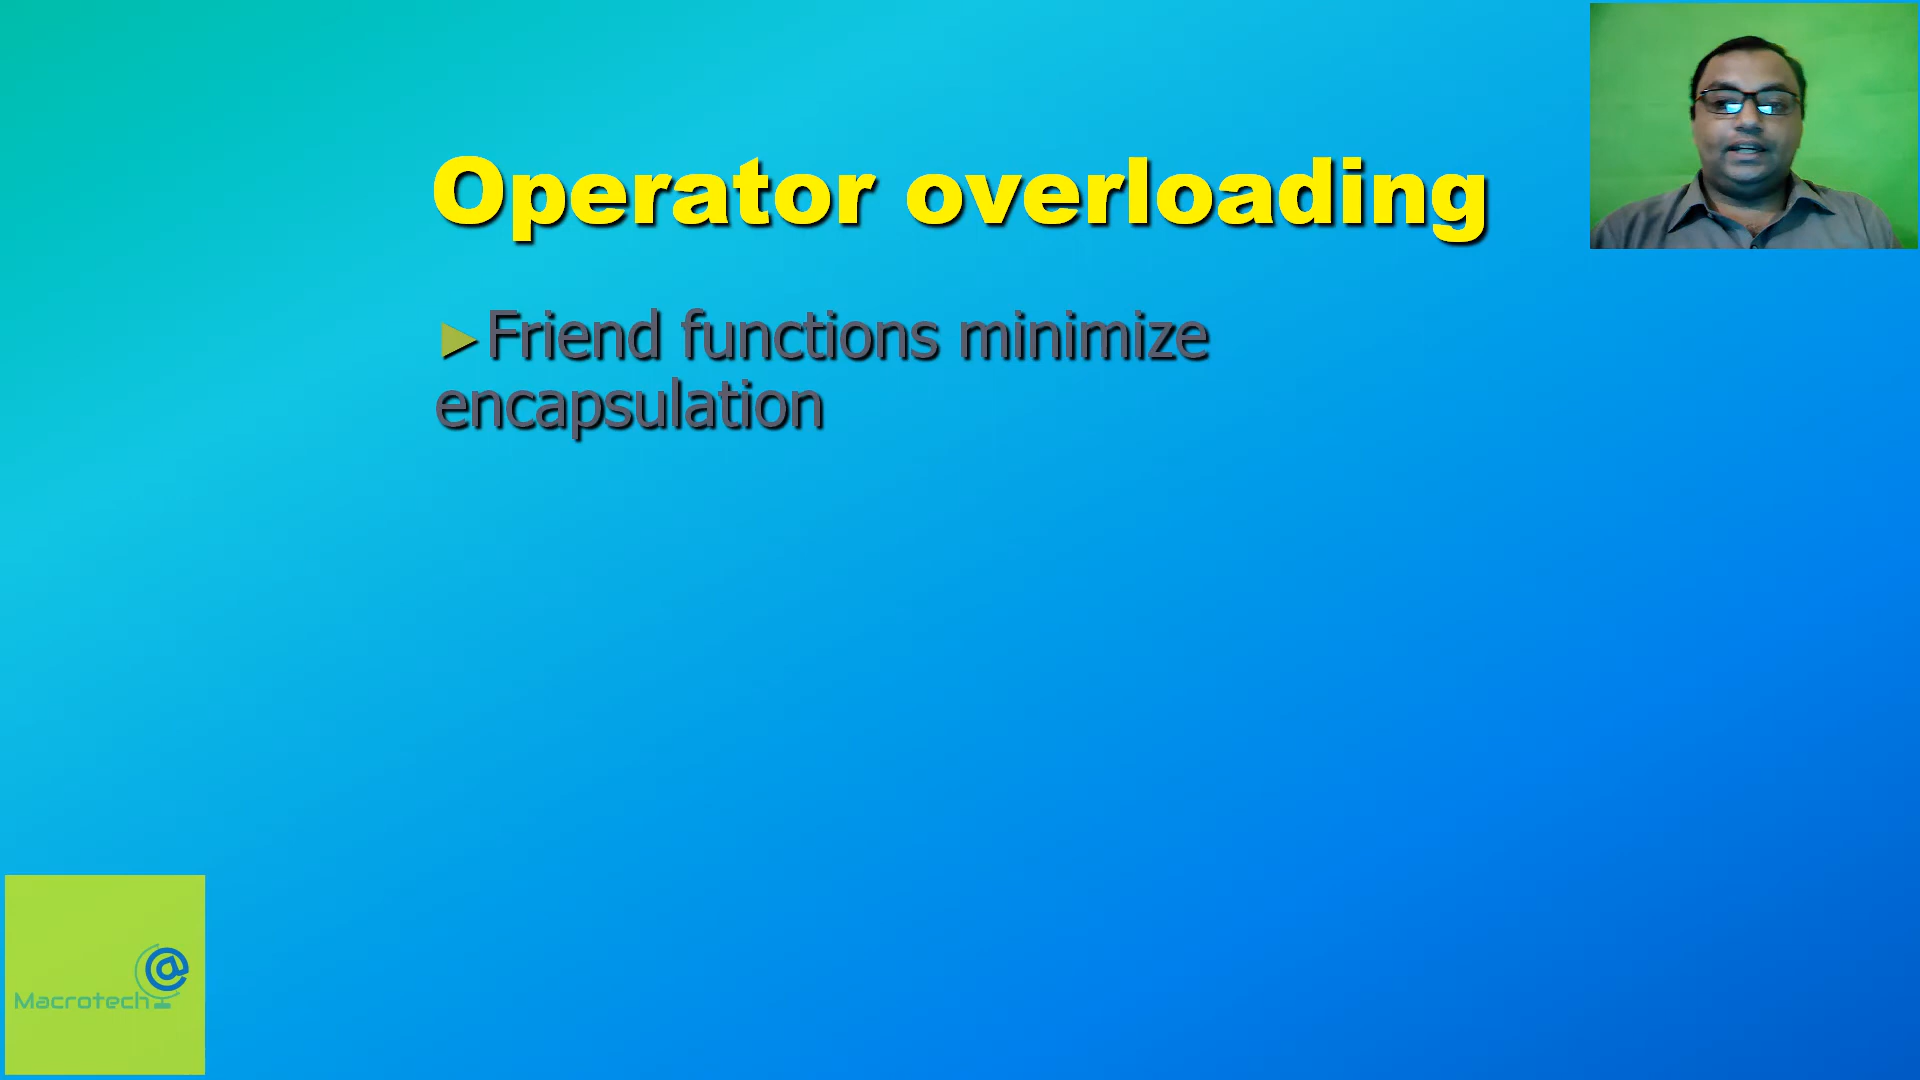 Operator overloading
►Friend functions minimize
encapsulation
Macrotech